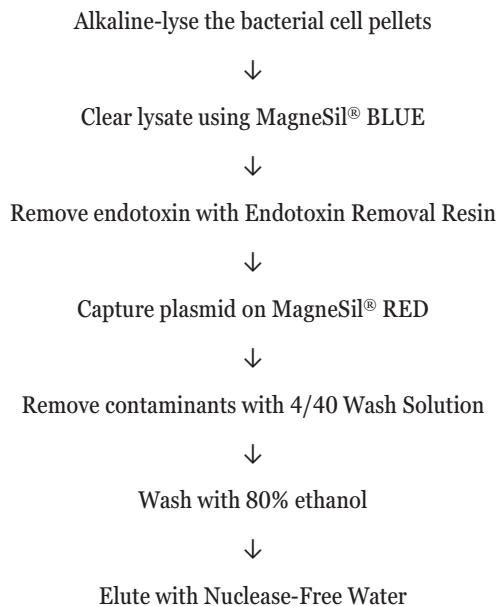 Alkaline-lyse the bacterial cell pellets
↓
Clear lysate using MagneSil® BLUE
↓
Remove endotoxin with Endotoxin Removal Resin
↓
Capture plasmid on MagneSil® RED
↓
Remove contaminants with 4/40 Wash Solution
↓
Wash with 80% ethanol
↓
Elute with Nuclease-Free Water